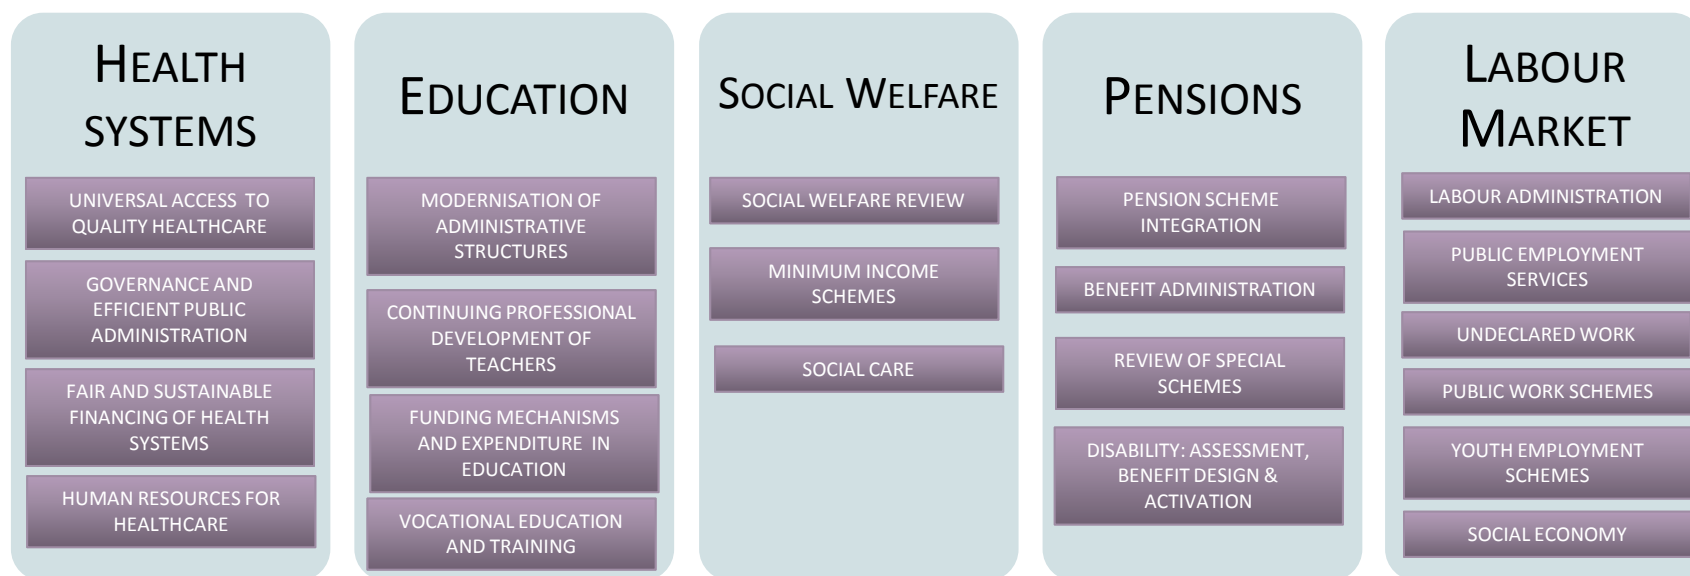 HEALTH
SYSTEMS
UNIVERSAL ACCESS TO
QUALITY HEALTHCARE
GOVERNANCE AND
EFFICIENT PUBLIC
ADMINISTRATION
FAIR AND SUSTAINABLE
FINANCING OF HEALTH
SYSTEMS
HUMAN RESOURCES FOR
HEALTHCARE
EDUCATION
MODERNISATION OF
ADMINISTRATIVE
STRUCTURES
CONTINUING PROFESSIONAL
DEVELOPMENT OF
TEACHERS
FUNDING MECHANISMS
AND EXPENDITURE IN
EDUCATION
VOCATIONAL EDUCATION
AND TRAINING
SOCIAL WELFARE
SOCIAL WELFARE REVIEW
MINIMUM INCOME
SCHEMES
SOCIAL CARE
PENSIONS
PENSION SCHEME
INTEGRATION
BENEFIT ADMINISTRATION
REVIEW OF SPECIAL
SCHEMES
DISABILITY: ASSESSMENT,
BENEFIT DESIGN &
ACTIVATION
LABOUR
MARKET
LABOUR ADMINISTRATION
PUBLIC EMPLOYMENT
SERVICES
UNDECLARED WORK
PUBLIC WORK SCHEMES
YOUTH EMPLOYMENT
SCHEMES
SOCIAL ECONOMY